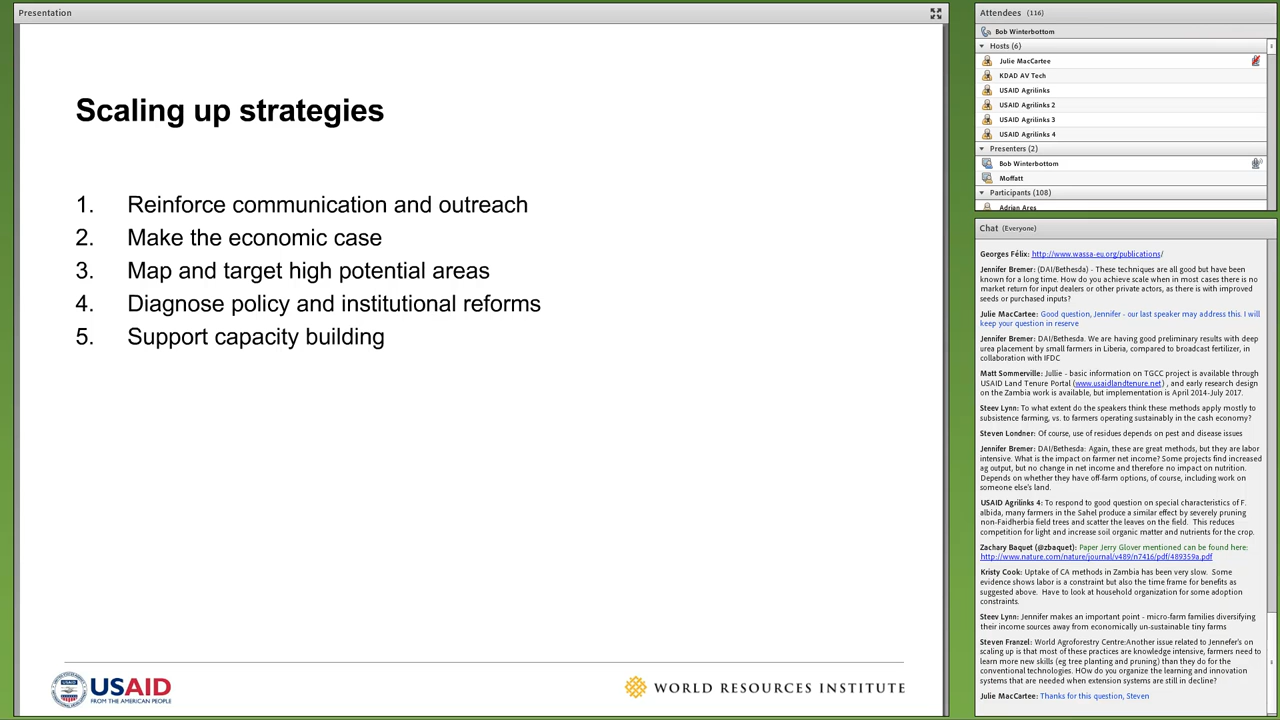 Presentation
Scaling up strategies
1. Reinforce communication and outreach
2. Make the economic case
3. Map and target high potential areas
4. Diagnose policy and institutional reforms
5. Support capacity building
USAID
FROM THE AMERICAN PEOPLE
WORLD RESOURCES INSTITUTE
Attendees (116)
Bob Winterbottom
Hosts (6)
Julie MacCartee
KDAD AV Tech
USAID Agrilinks
USAID Agrilinks 2
USAID Agrilinks 3
USAID Agrilinks 4
Presenters (2)
Bob Winterbottom
Moffatt
Participants (108)
Adrian Ares
Chat (Everyone)
Georges Félix: http://www.wassa-eu.org/publications/
Jennifer Bremer: (DAI/Bethesda) - These techniques are all good but have been
known for a long time. How do you achieve scale when in most cases there is no
market return for input dealers or other private actors, as there is with improved
seeds or purchased inputs?
Julie MacCartee: Good question, Jennifer - our last speaker may address this. I will
keep your question in reserve
Jennifer Bremer: DAI/Bethesda. We are having good preliminary results with deep
urea placement by small farmers in Liberia, compared to broadcast fertilizer, in
collaboration with IFDC
Matt Sommerville: Jullie - basic information on TGCC project is available through
USAID Land Tenure Portal (www.usaidlandtenure.net) , and early research design
on the Zambia work is available, but implementation is April 2014-July 2017.
Steev Lynn: To what extent do the speakers think these methods apply mostly to
subsistence farming, vs. to farmers operating sustainably in the cash economy?
Steven Londner: Of course, use of residues depends on pest and disease issues
Jennifer Bremer: DAI/Bethesda: Again, these are great methods, but they are labor
intensive. What is the impact on farmer net income? Some projects find increased
ag output, but no change in net income and therefore no impact on nutrition.
Depends on whether they have off-farm options, of course, including work on
someone else's land.
USAID Agrilinks 4: To respond to good question on special characteristics of F.
albida, many farmers in the Sahel produce a similar effect by severely pruning
non-Faidherbia field trees and scatter the leaves on the field. This reduces
competition for light and increase soil organic matter and nutrients for the crop.
Zachary Baquet (@zbaquet): Paper Jerry Glover mentioned can be found here:
http://www.nature.com/nature/journal/v489/n7416/pdf/489359a.pdf
Kristy Cook: Uptake of CA methods in Zambia has been very slow. Some
evidence shows labor is a constraint but also the time frame for benefits as
suggested above. Have to look at household organization for some adoption
constraints.
Steev Lynn: Jennifer makes an important point - micro-farm families diversifying
their income sources away from economically un-sustainable tiny farms
Steven Franzel: World Agroforestry Centre:Another issue related to Jennefer's on
scaling up is that most of these practices are knowledge intensive, farmers need to
learn more new skills (eg tree planting and pruning) than they do for the
conventional technologies. HOw do you organize the learning and innovation
systems that are needed when extension systems are still in decline?
Julie MacCartee: Thanks for this question, Steven